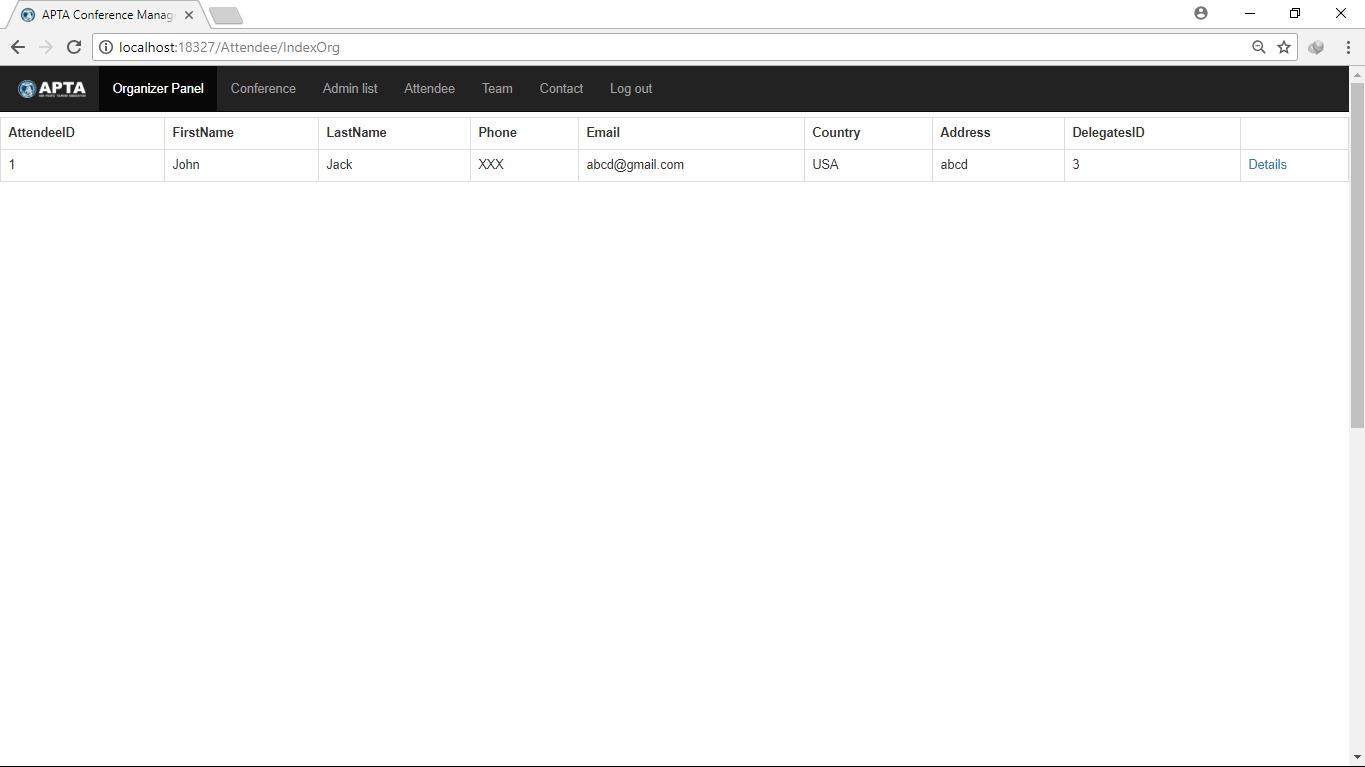 APTA Conference Manag
localhost:18327/Attendee/IndexOrg
APTA Organizer Panel Conference Admin list Attendee Team Contact Log out
AttendeeID FirstName LastName Phone Email Country Address DelegatesID
1 John Jack XXX abcd@gmail.com USA abcd 3 Details